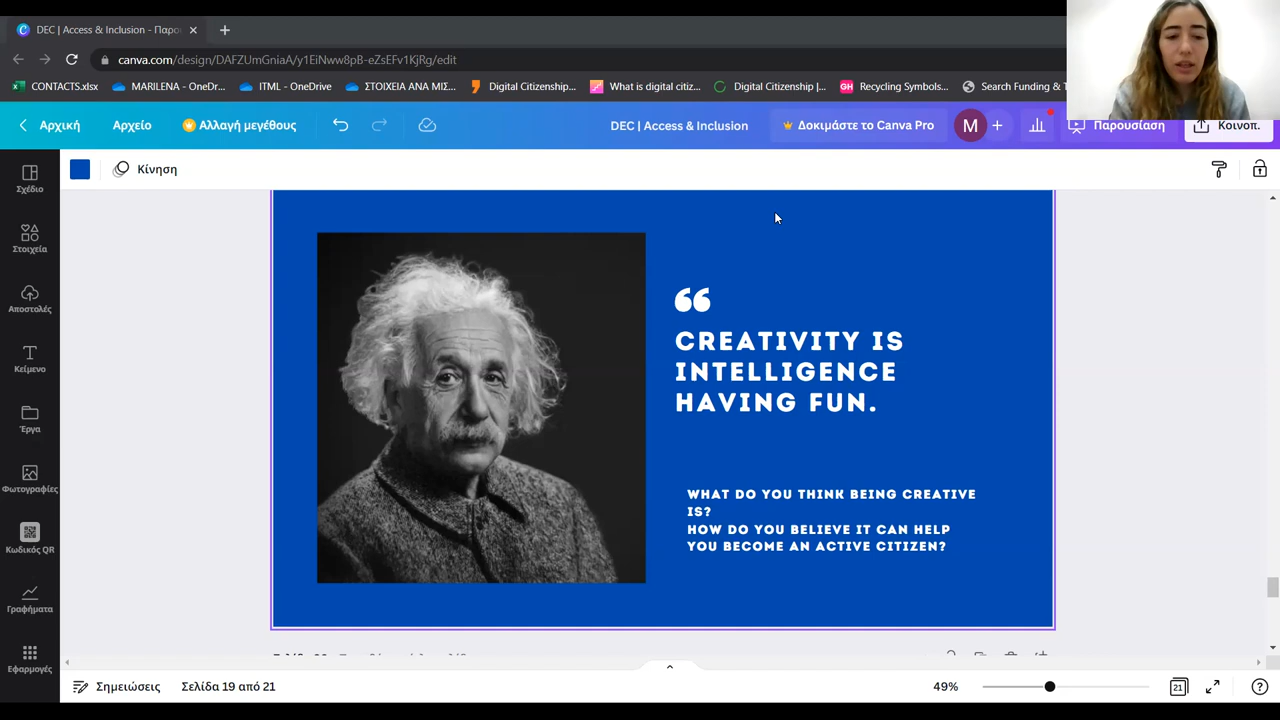 DEC | Access & Inclusion - Παρου
canva.com/design/DAFZUmGniaA/y1EiNww8pB-eZsEFv1KjRg/edit
CONTACTS.xlsx MARILENA - OneDr... ITML - OneDrive ΣΤΟΙΧΕΙΑ ΑΝΑ ΜΙΣ... Digital Citizenship... What is digital citiz... Digital Citizenship |... GH Recycling Symbols... Search Funding & T
Αρχική Αρχείο Αλλαγή μεγέθους DEC | Access & Inclusion Δοκιμάστε το Canva Pro M Παρουσίαση Κοινοπ.
Κίνηση
Σχέδιο
Στοιχεία
Αποστολές
Κείμενο
Έργα
Φωτογραφίες
Κωδικός QR
Γραφήματα
Εφαρμογές
“
CREATIVITY IS
INTELLIGENCE
HAVING FUN.
WHAT DO YOU THINK BEING CREATIVE
IS?
HOW DO YOU BELIEVE IT CAN HELP
YOU BECOME AN ACTIVE CITIZEN?
Σημειώσεις Σελίδα 19 από 21 49% 21